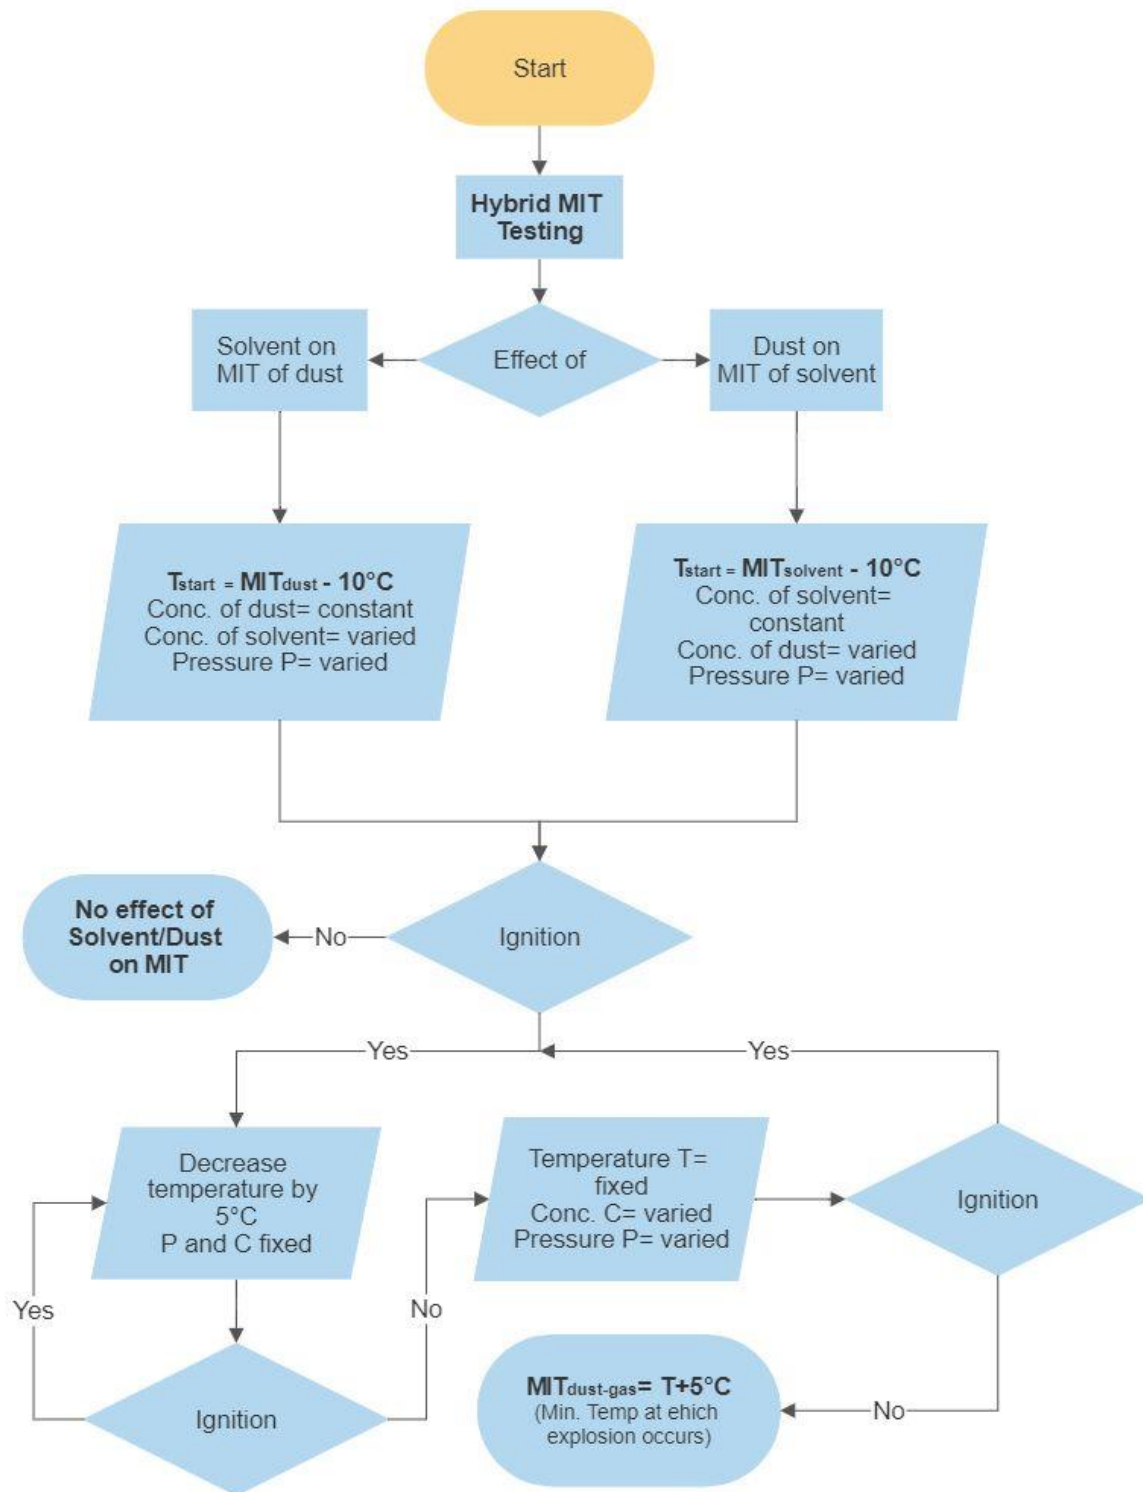 Start
Hybrid MIT
Testing
Solvent on
MIT of dust
Effect of
Dust on
MIT of solvent
Tstart = MITdust - 10°C
Conc. of dust= constant
Conc. of solvent= varied
Pressure P= varied
Tstart = MITsolvent - 10°C
Conc. of solvent=
constant
Conc. of dust= varied
Pressure P= varied
No effect of
Solvent/Dust
on MIT
No
Ignition
Yes
Yes
Decrease
temperature by
5°C
P and C fixed
Temperature T=
fixed
Conc. C= varied
Pressure P= varied
Ignition
Yes
No
Ignition
MITdust-gas= T+5°C
(Min. Temp at ehich
explosion occurs)
No